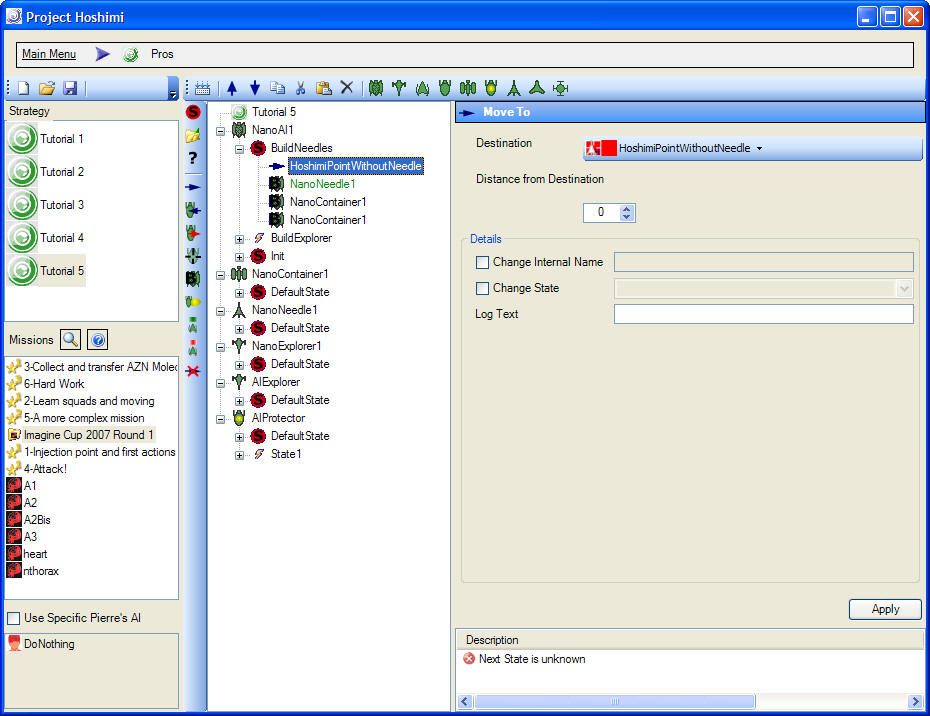 Project Hoshimi
Main Menu Pros
Strategy
Tutorial 1
Tutorial 2
Tutorial 3
Tutorial 4
Tutorial 5
Missions
3-Collect and transfer AZN Molec
6-Hard Work
2-Learn squads and moving
5-A more complex mission
Imagine Cup 2007 Round 1
1-Injection point and first actions
4-Attack!
A1
A2
A2Bis
A3
heart
nthorax
Use Specific Pierre's AI
DoNothing
S
?
B
Tutorial 5
NanoAI1
S BuildNeedles
HoshimiPointWithoutNeedle
B NanoNeedle1
B NanoContainer1
B NanoContainer1
BuildExplorer
S Init
NanoContainer1
S DefaultState
NanoNeedle1
S DefaultState
NanoExplorer1
S DefaultState
AIExplorer
S DefaultState
AIProtector
S DefaultState
State1
Move To
Destination HoshimiPointWithoutNeedle
Distance from Destination
0
Details
Change Internal Name
Change State
Log Text
Apply
Description
Next State is unknown